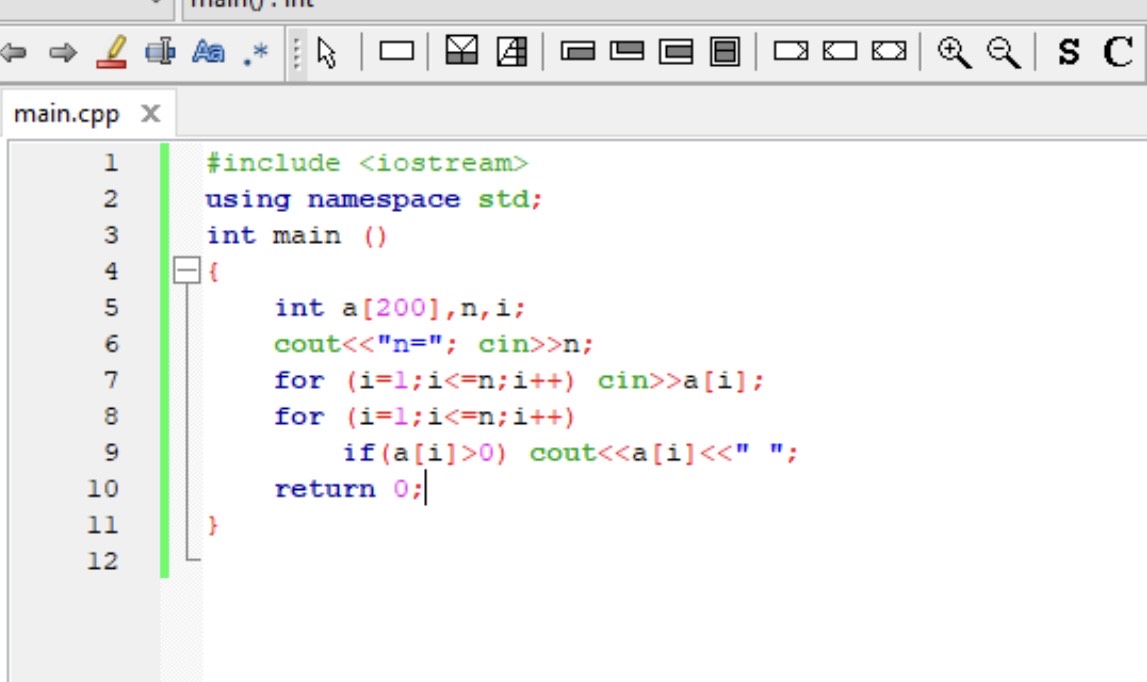 main() : int
Aa .* S C
main.cpp X
1 #include <iostream>
2 using namespace std;
3 int main ()
4 {
5 int a[200],n,i;
6 cout<<"n="; cin>>n;
7 for (i=1;i<=n;i++) cin>>a[i];
8 for (i=1;i<=n;i++)
9 if(a[i]>0) cout<<a[i]<<" ";
10 return 0;
11 }
12